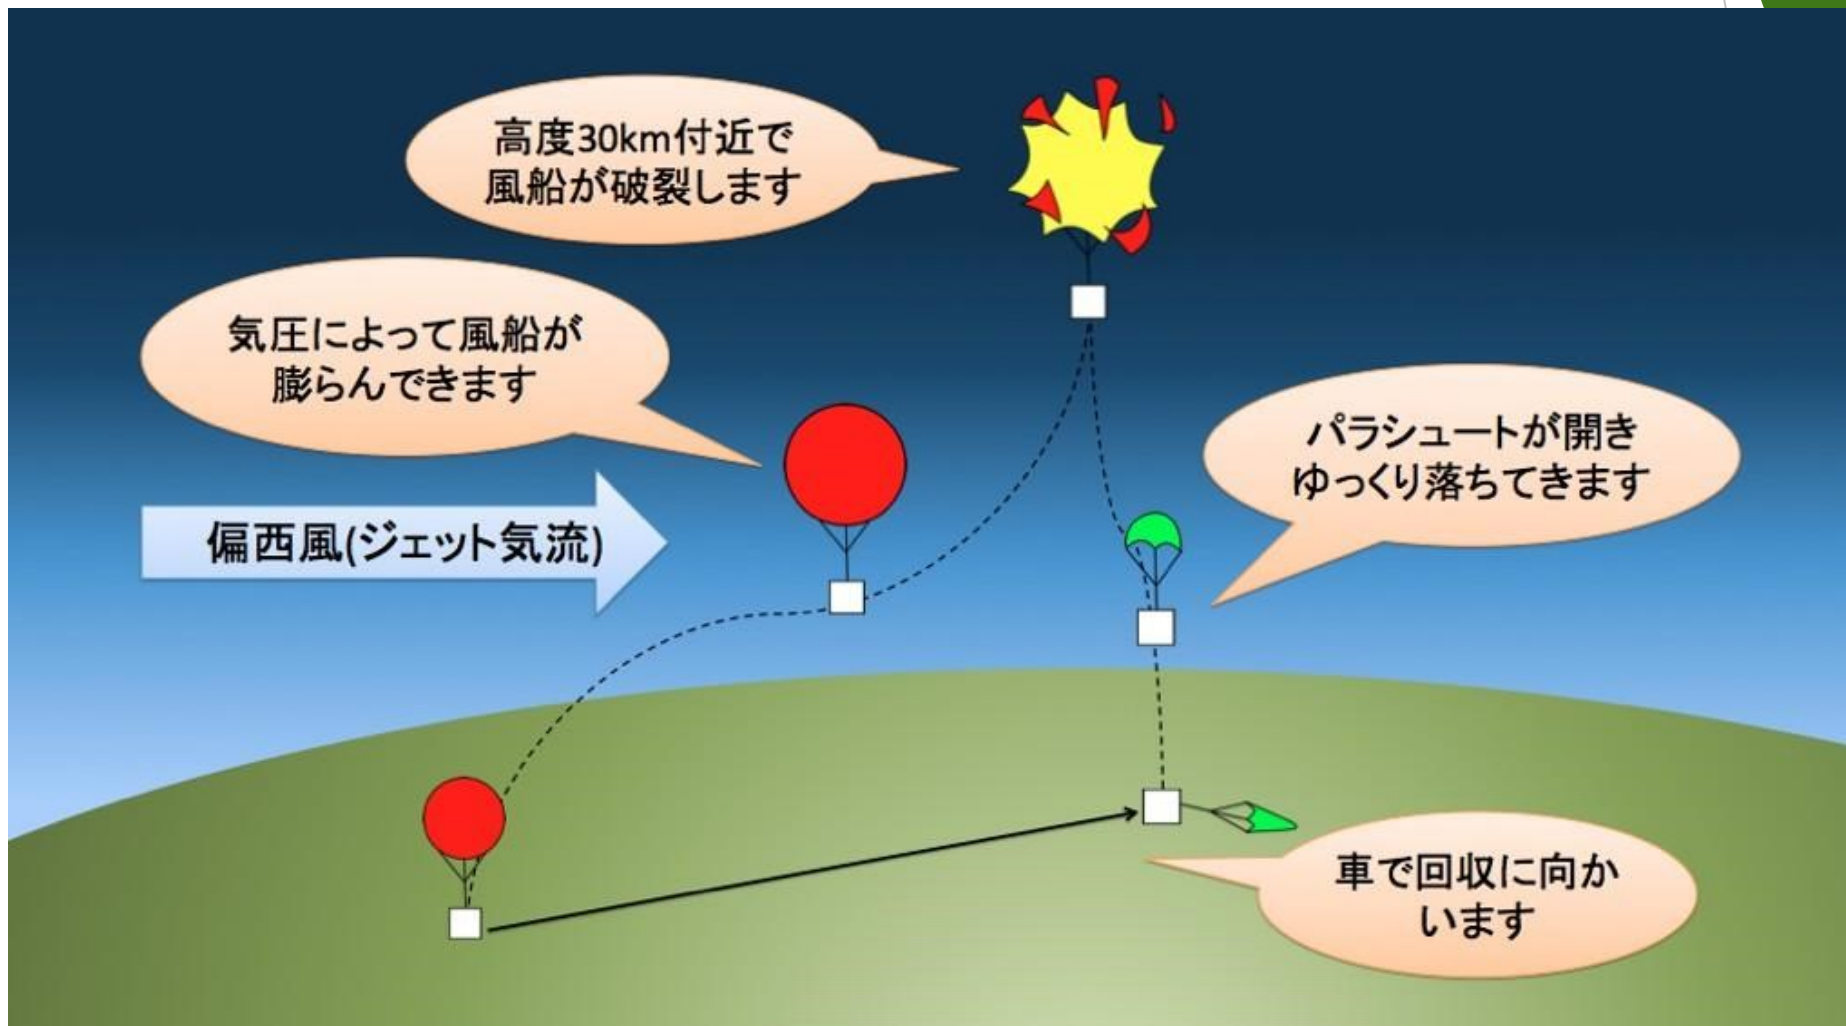 高度30km付近で
風船が破裂します
気圧によって風船が
膨らんできます
パラシュートが開き
ゆっくり落ちてきます
偏西風(ジェット気流)
車で回収に向か
います